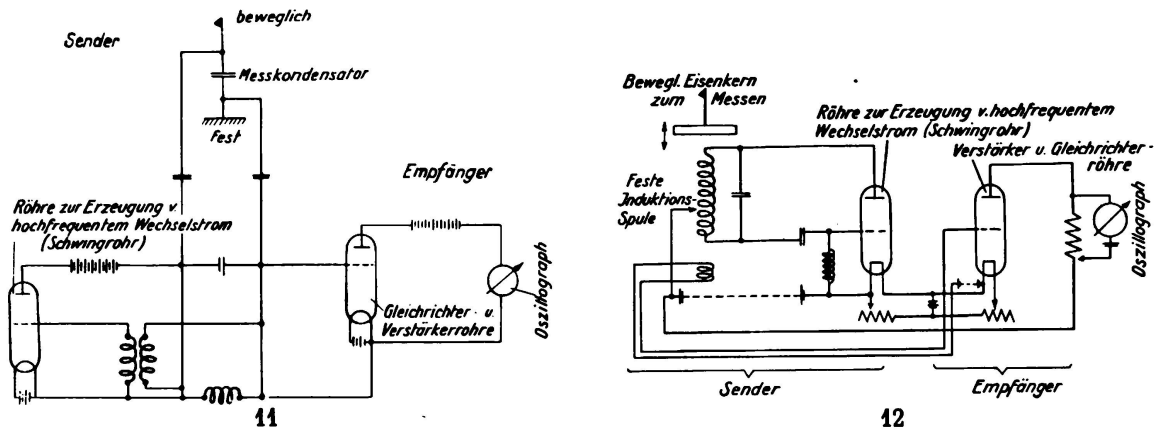 Sender
beweglich
Messkondensator
Fest
Empfänger
Röhre zur Erzeugung v.
hochfrequentem Wechselstrom
(Schwingrohr)
Gleichrichter- u.
Verstärkerrohre
Oszillograph
11
Bewegl. Eisenkern
zum Messen
Röhre zur Erzeugung v. hochfrequentem
Wechselstrom (Schwingrohr)
Verstärker u. Gleichrichter-
röhre
Feste
Induktions-
Spule
Oszillograph
Sender
Empfänger
12